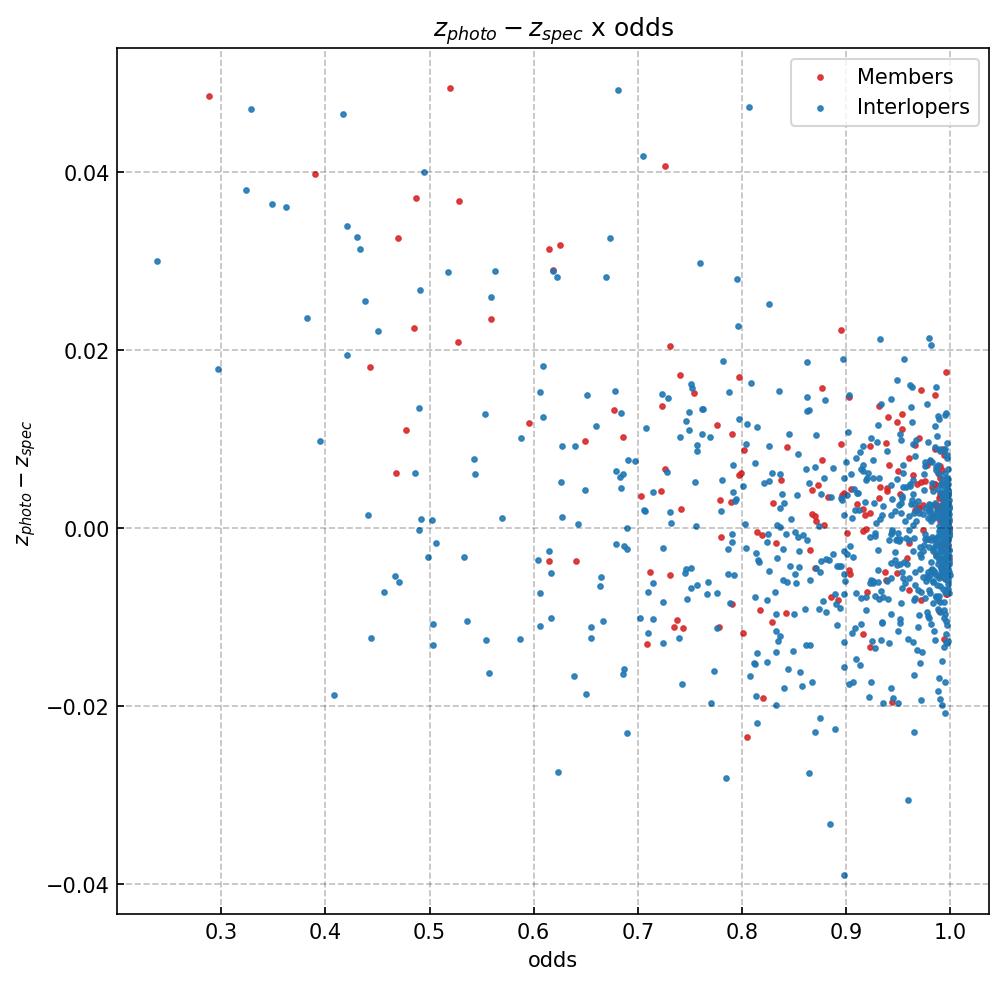 z_photo − z_spec x odds
Members
Interlopers
z_photo − z_spec
0.04
0.02
0.00
−0.02
−0.04
0.3 0.4 0.5 0.6 0.7 0.8 0.9 1.0
odds